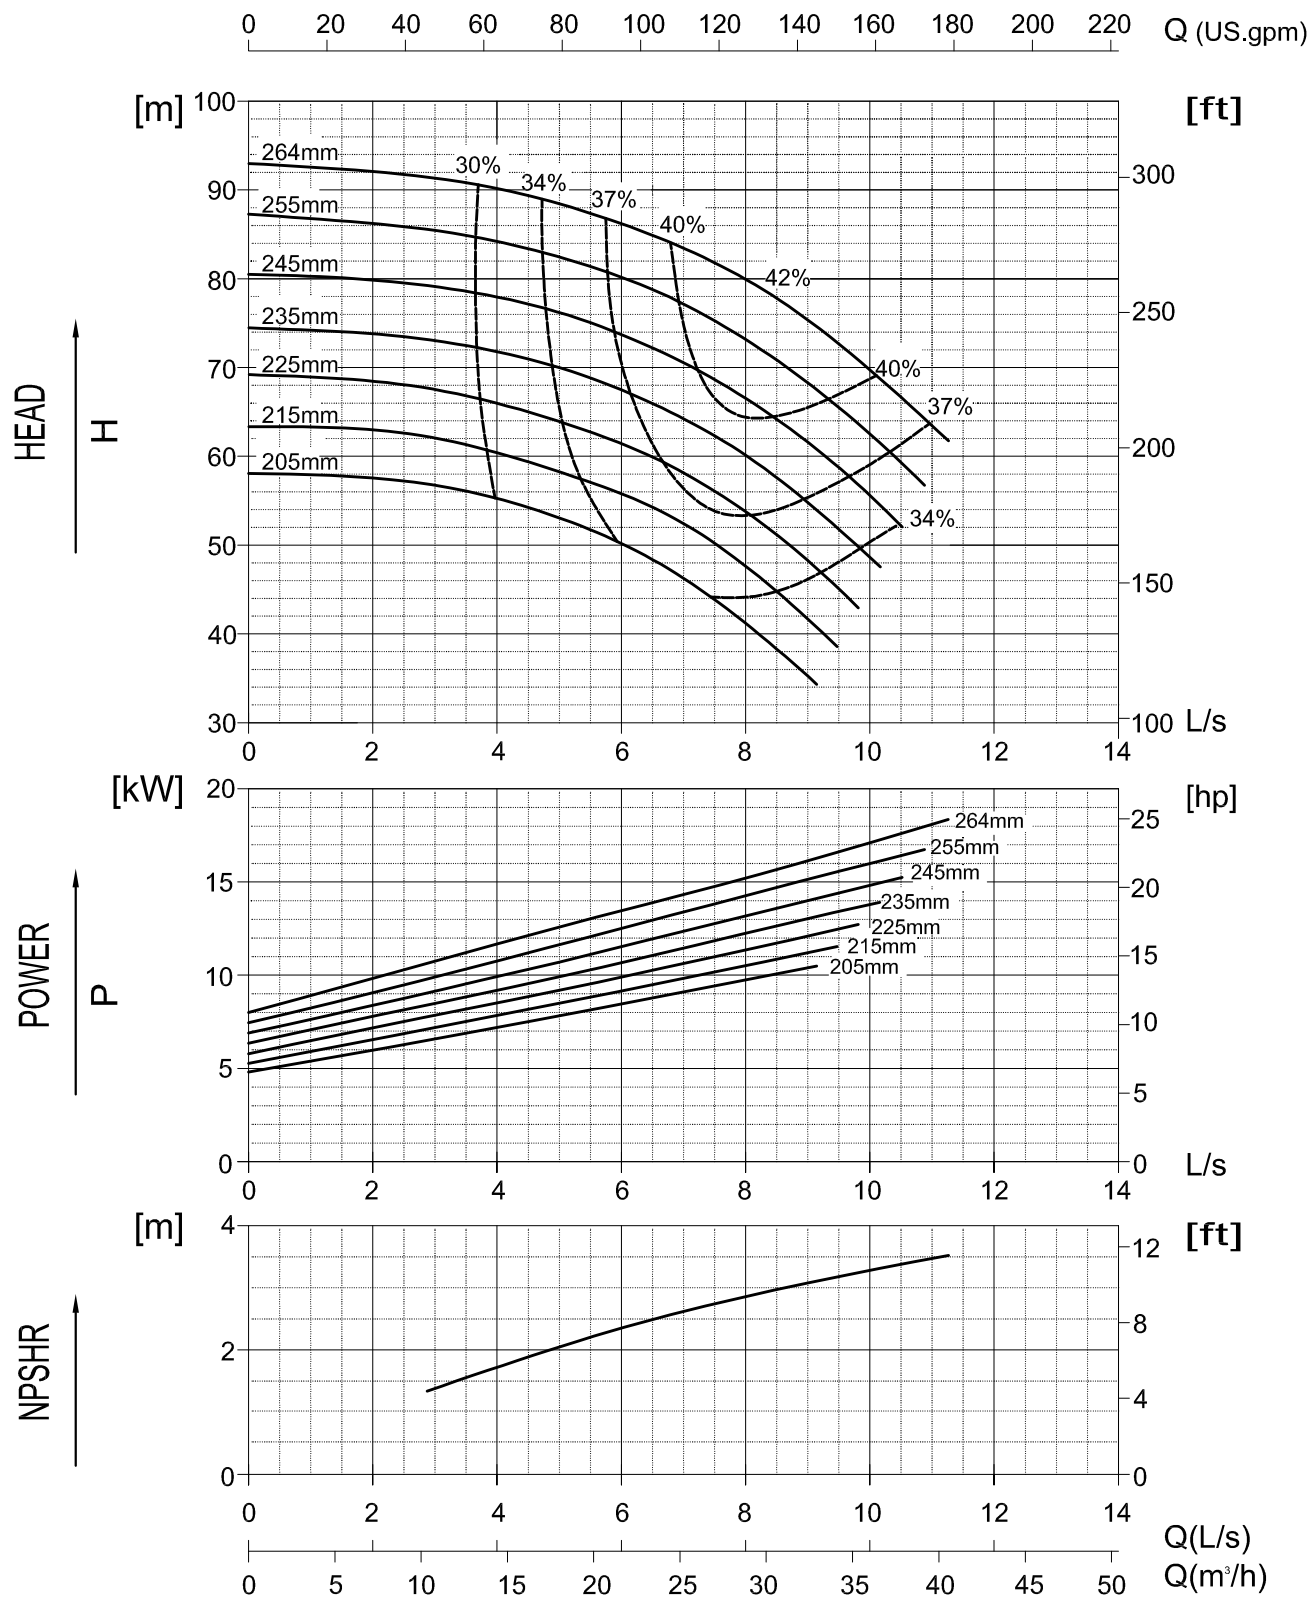 0 20 40 60 80 100 120 140 160 180 200 220 Q (US.gpm)
[m] 100 [ft]
264mm 30%
34%
90 300
255mm 37%
40%
245mm
80 42%
235mm 250
70 40%
225mm
37%
215mm
200
60
205mm
34%
50
150
40
30 100 L/s
0 2 4 6 8 10 12 14
HEAD
H
[kW] 20 [hp]
264mm 25
255mm
245mm
15 20
235mm
225mm
215mm 15
205mm
10
10
5
5
0 0 L/s
0 2 4 6 8 10 12 14
POWER
P
[m] 4 [ft]
12
8
2
4
0 0
0 2 4 6 8 10 12 14
NPSHR
Q(L/s)
0 5 10 15 20 25 30 35 40 45 50 Q(m³/h)